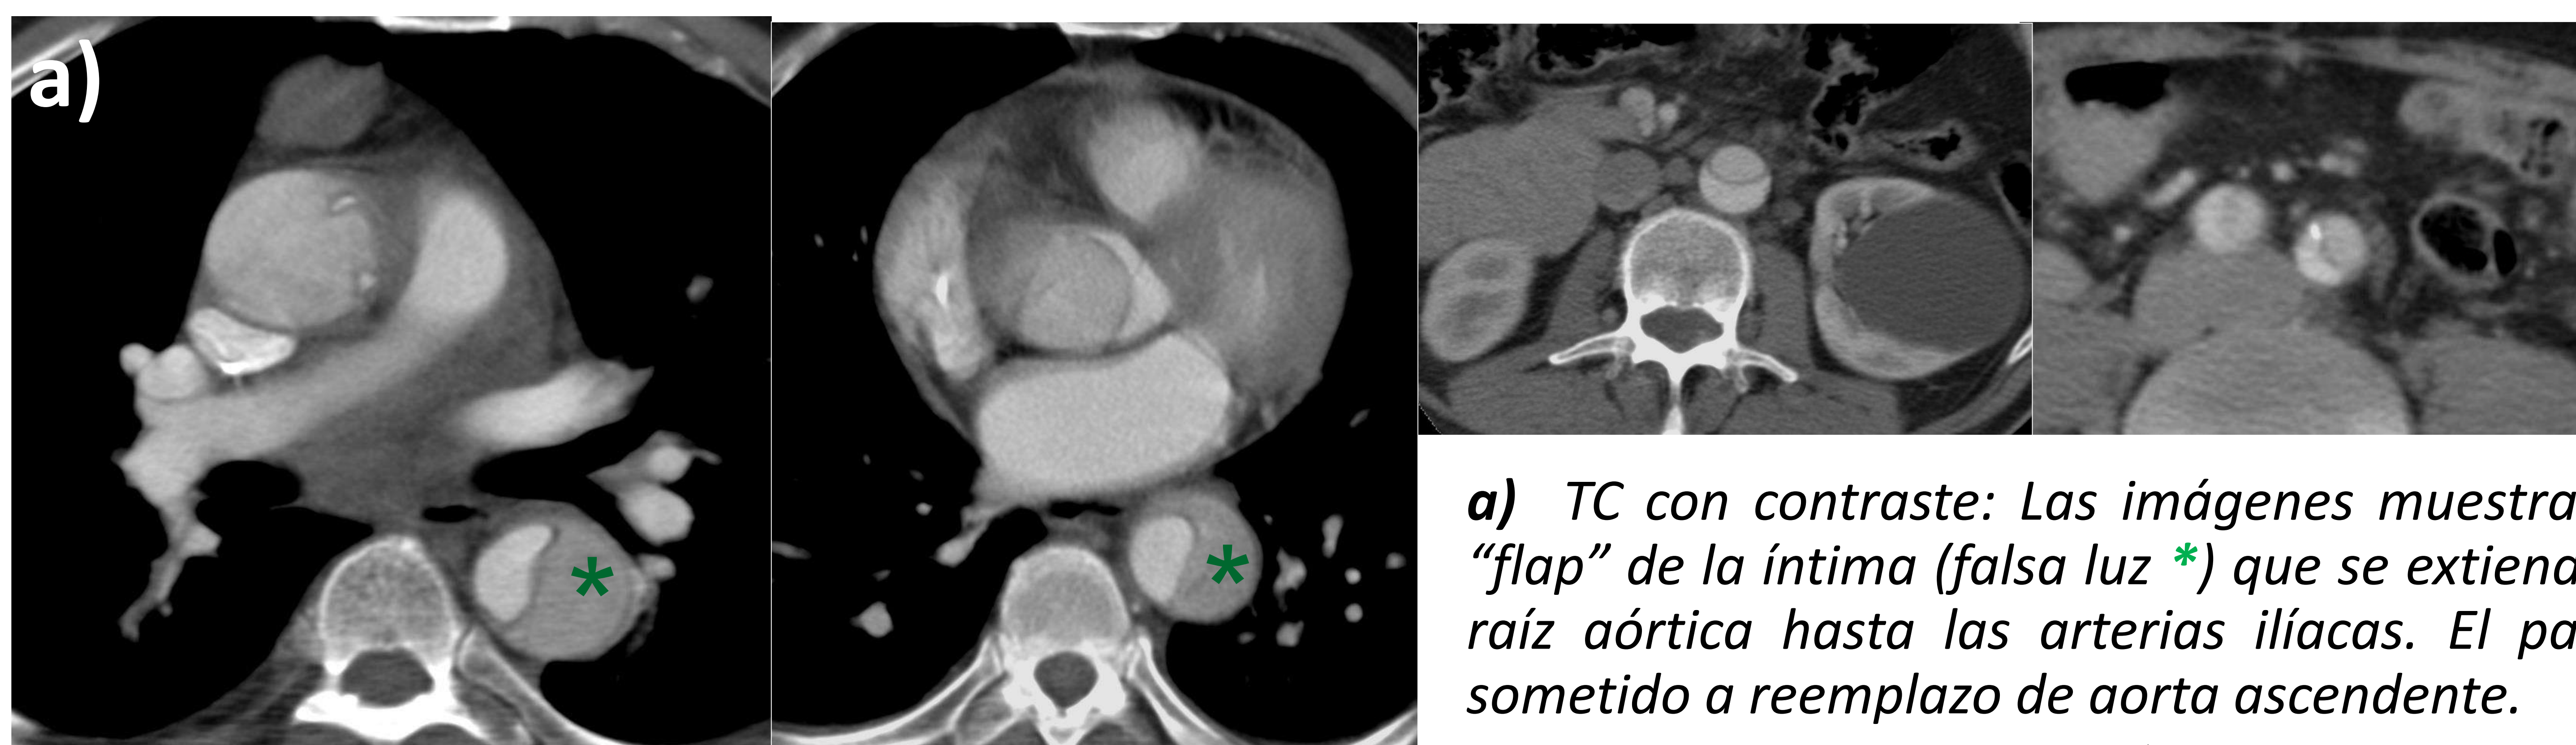 a)
*
*
a) TC con contraste: Las imágenes muestra
“flap” de la íntima (falsa luz *) que se extiend
raíz aórtica hasta las arterias ilíacas. El pa
sometido a reemplazo de aorta ascendente.